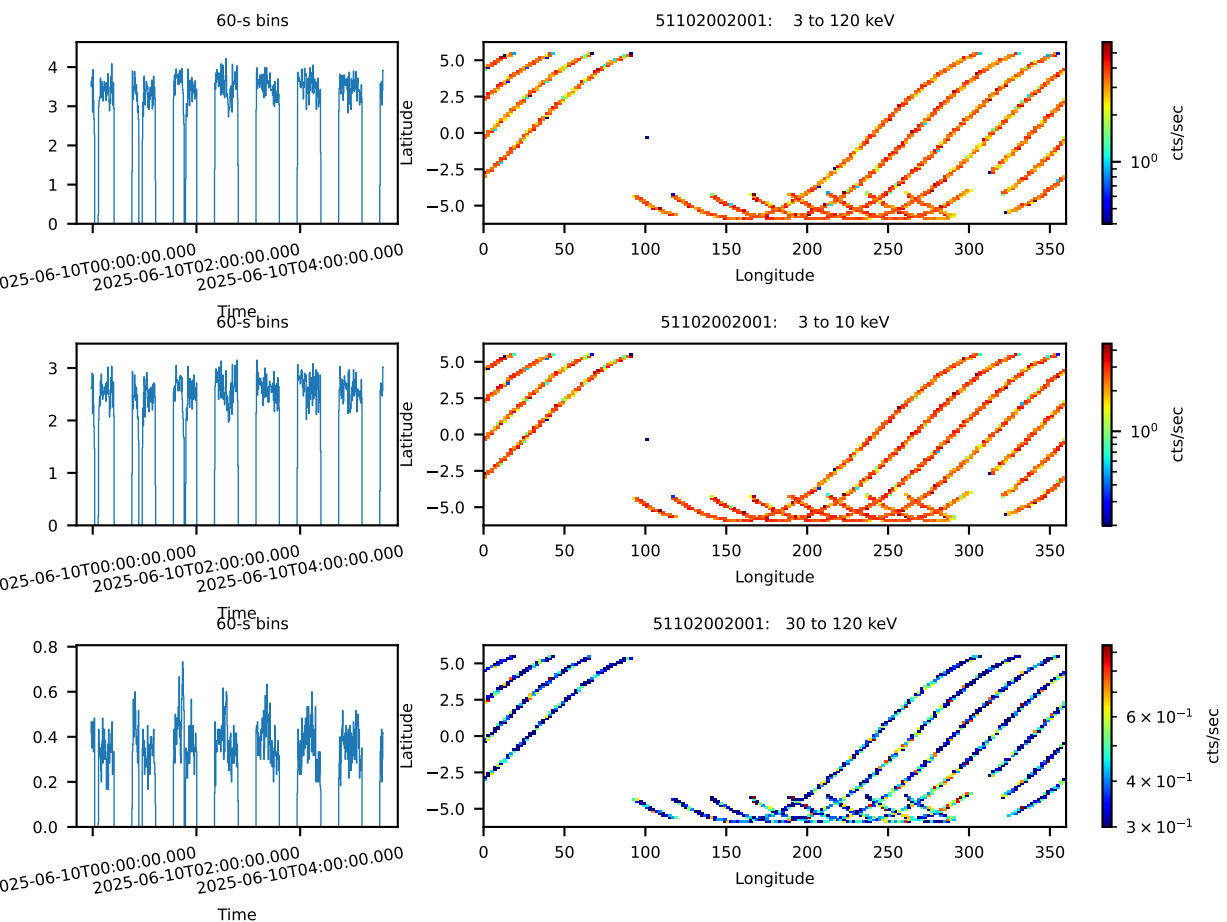 60-s bins
51102002001:    3 to 120 keV
4
3
2
1
0
Latitude
5.0
2.5
0.0
−2.5
−5.0
10⁰
cts/sec
0 50 100 150 200 250 300 350
Longitude
025-06-10T00:00:00.000
2025-06-10T02:00:00.000
2025-06-10T04:00:00.000
Time
60-s bins
51102002001:    3 to 10 keV
3
2
1
0
Latitude
5.0
2.5
0.0
−2.5
−5.0
10⁰
cts/sec
0 50 100 150 200 250 300 350
Longitude
025-06-10T00:00:00.000
2025-06-10T02:00:00.000
2025-06-10T04:00:00.000
Time
60-s bins
51102002001:   30 to 120 keV
0.8
0.6
0.4
0.2
0.0
Latitude
5.0
2.5
0.0
−2.5
−5.0
6 × 10⁻¹
4 × 10⁻¹
3 × 10⁻¹
cts/sec
0 50 100 150 200 250 300 350
Longitude
025-06-10T00:00:00.000
2025-06-10T02:00:00.000
2025-06-10T04:00:00.000
Time